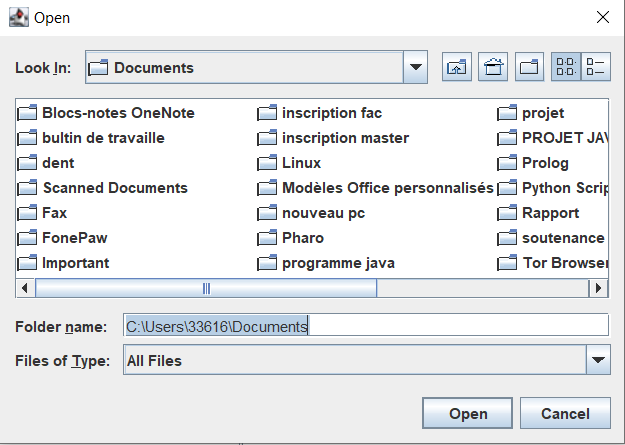 Open
Look In: Documents
Blocs-notes OneNote inscription fac projet
bultin de travaille inscription master PROJET JAV
dent Linux Prolog
Scanned Documents Modèles Office personnalisés Python Scrip
Fax nouveau pc Rapport
FonePaw Pharo soutenance
Important programme java Tor Browser
Folder name: C:\Users\33616\Documents
Files of Type: All Files
Open Cancel